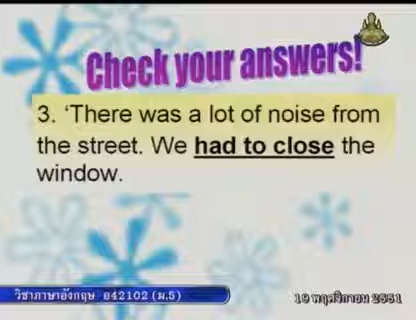 Check your answers!
3. ‘There was a lot of noise from
the street. We had to close the
window.
วิชาภาษาอังกฤษ อ42102 (ม.5)
19 พฤศจิกายน 2551